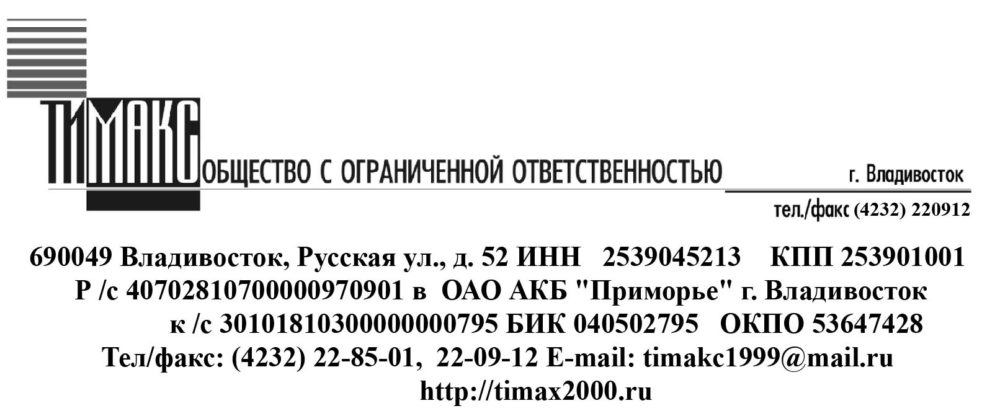 ТИМАКС ОБЩЕСТВО С ОГРАНИЧЕННОЙ ОТВЕТСТВЕННОСТЬЮ г. Владивосток
тел./факс (4232) 220912
690049 Владивосток, Русская ул., д. 52 ИНН 2539045213 КПП 253901001
Р /с 40702810700000970901 в ОАО АКБ "Приморье" г. Владивосток
к /с 30101810300000000795 БИК 040502795 ОКПО 53647428
Тел/факс: (4232) 22-85-01, 22-09-12 E-mail: timakc1999@mail.ru
http://timax2000.ru